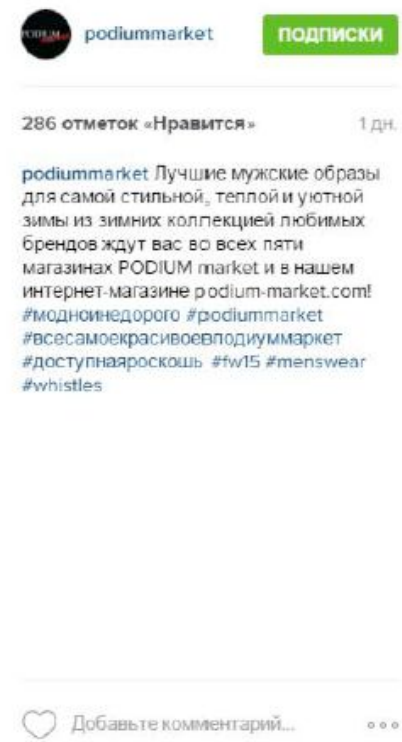 PODIUM
market
podiummarket
ПОДПИСКИ
286 отметок «Нравится»
1 дн.
podiummarket Лучшие мужские образы
для самой стильной, теплой и уютной
зимы из зимних коллекцией любимых
брендов ждут вас во всех пяти
магазинах PODIUM market и в нашем
интернет-магазине podium-market.com!
#модноинедорого #podiummarket
#всесамоекрасивоевподиуммаркет
#доступнаяроскошь #fw15 #menswear
#whistles
Добавьте комментарий...